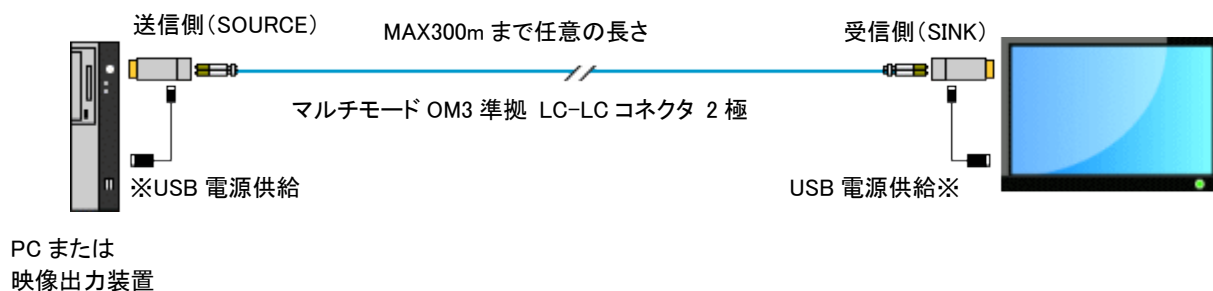 送信側(SOURCE)
MAX300m まで任意の長さ
受信側(SINK)
マルチモード OM3 準拠 LC-LC コネクタ 2 極
※USB 電源供給
USB 電源供給※
PC または
映像出力装置